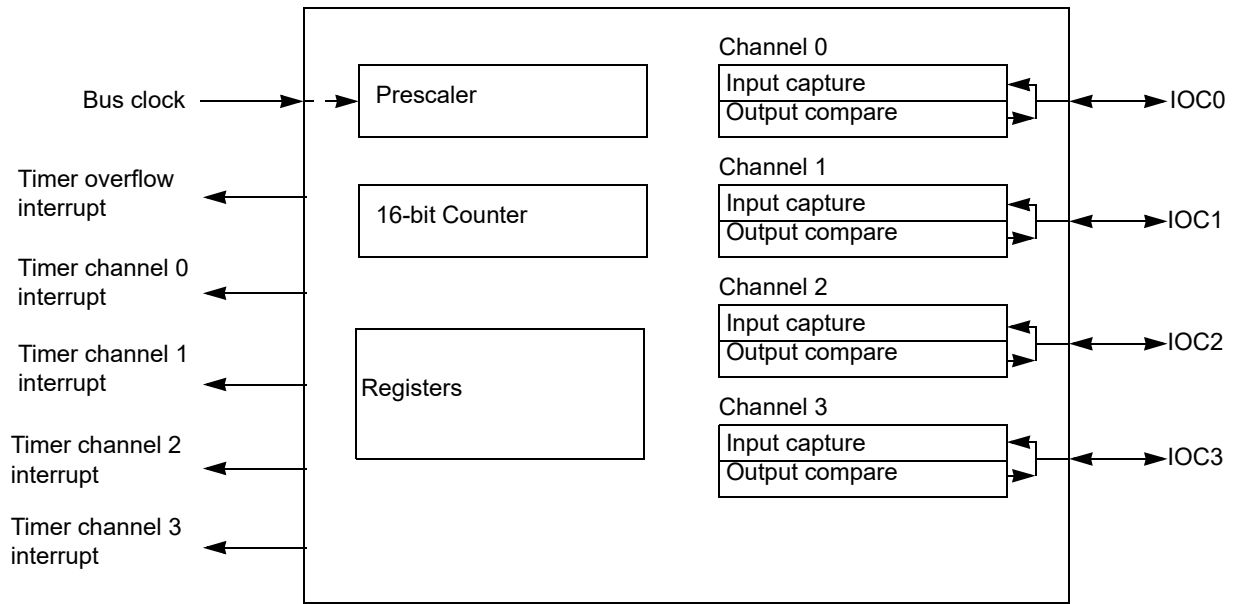 Bus clock
Timer overflow
interrupt
Timer channel 0
interrupt
Timer channel 1
interrupt
Timer channel 2
interrupt
Timer channel 3
interrupt
Prescaler
16-bit Counter
Registers
Channel 0
Input capture
Output compare
Channel 1
Input capture
Output compare
Channel 2
Input capture
Output compare
Channel 3
Input capture
Output compare
IOC0
IOC1
IOC2
IOC3